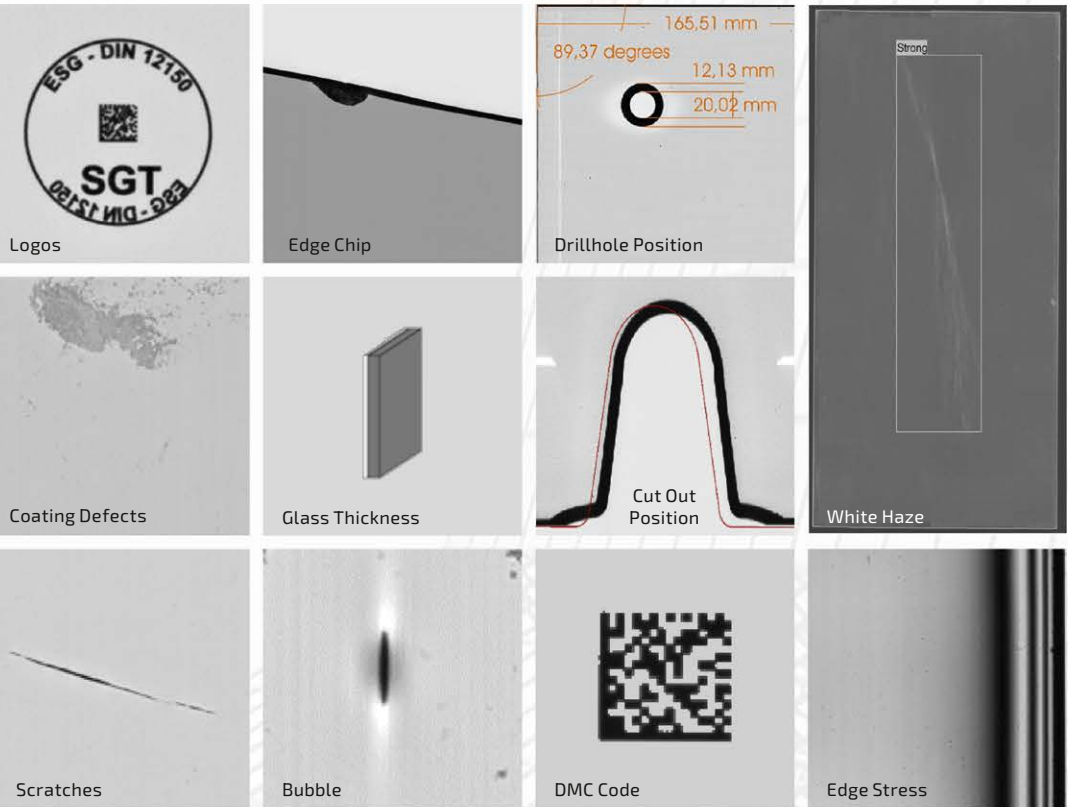 ESG - DIN 12150
SGT
ESG - DIN 12150
Logos
Edge Chip
165,51 mm
89,37 degrees
12,13 mm
20,02 mm
Drillhole Position
Strong
White Haze
Coating Defects
Glass Thickness
Cut Out
Position
Scratches
Bubble
DMC Code
Edge Stress